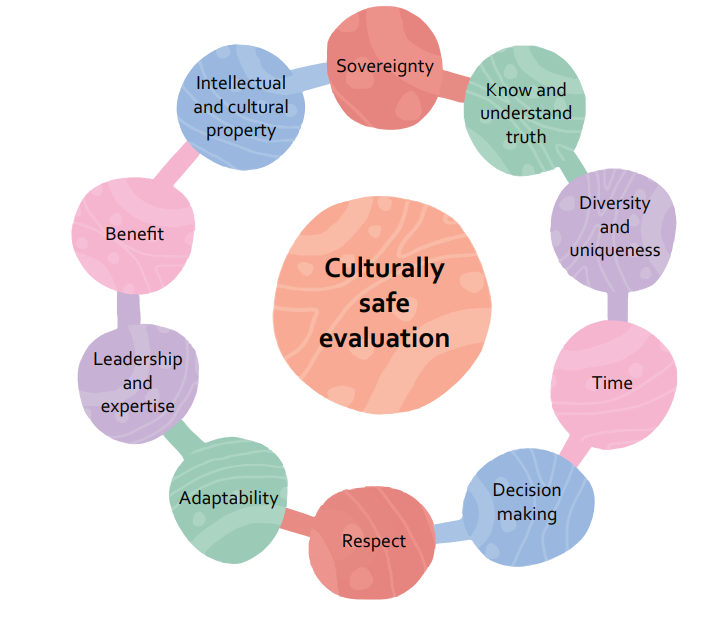 Sovereignty
Know and
understand
truth
Diversity
and
uniqueness
Time
Decision
making
Respect
Adaptability
Leadership
and
expertise
Benefit
Intellectual
and cultural
property
Culturally
safe
evaluation